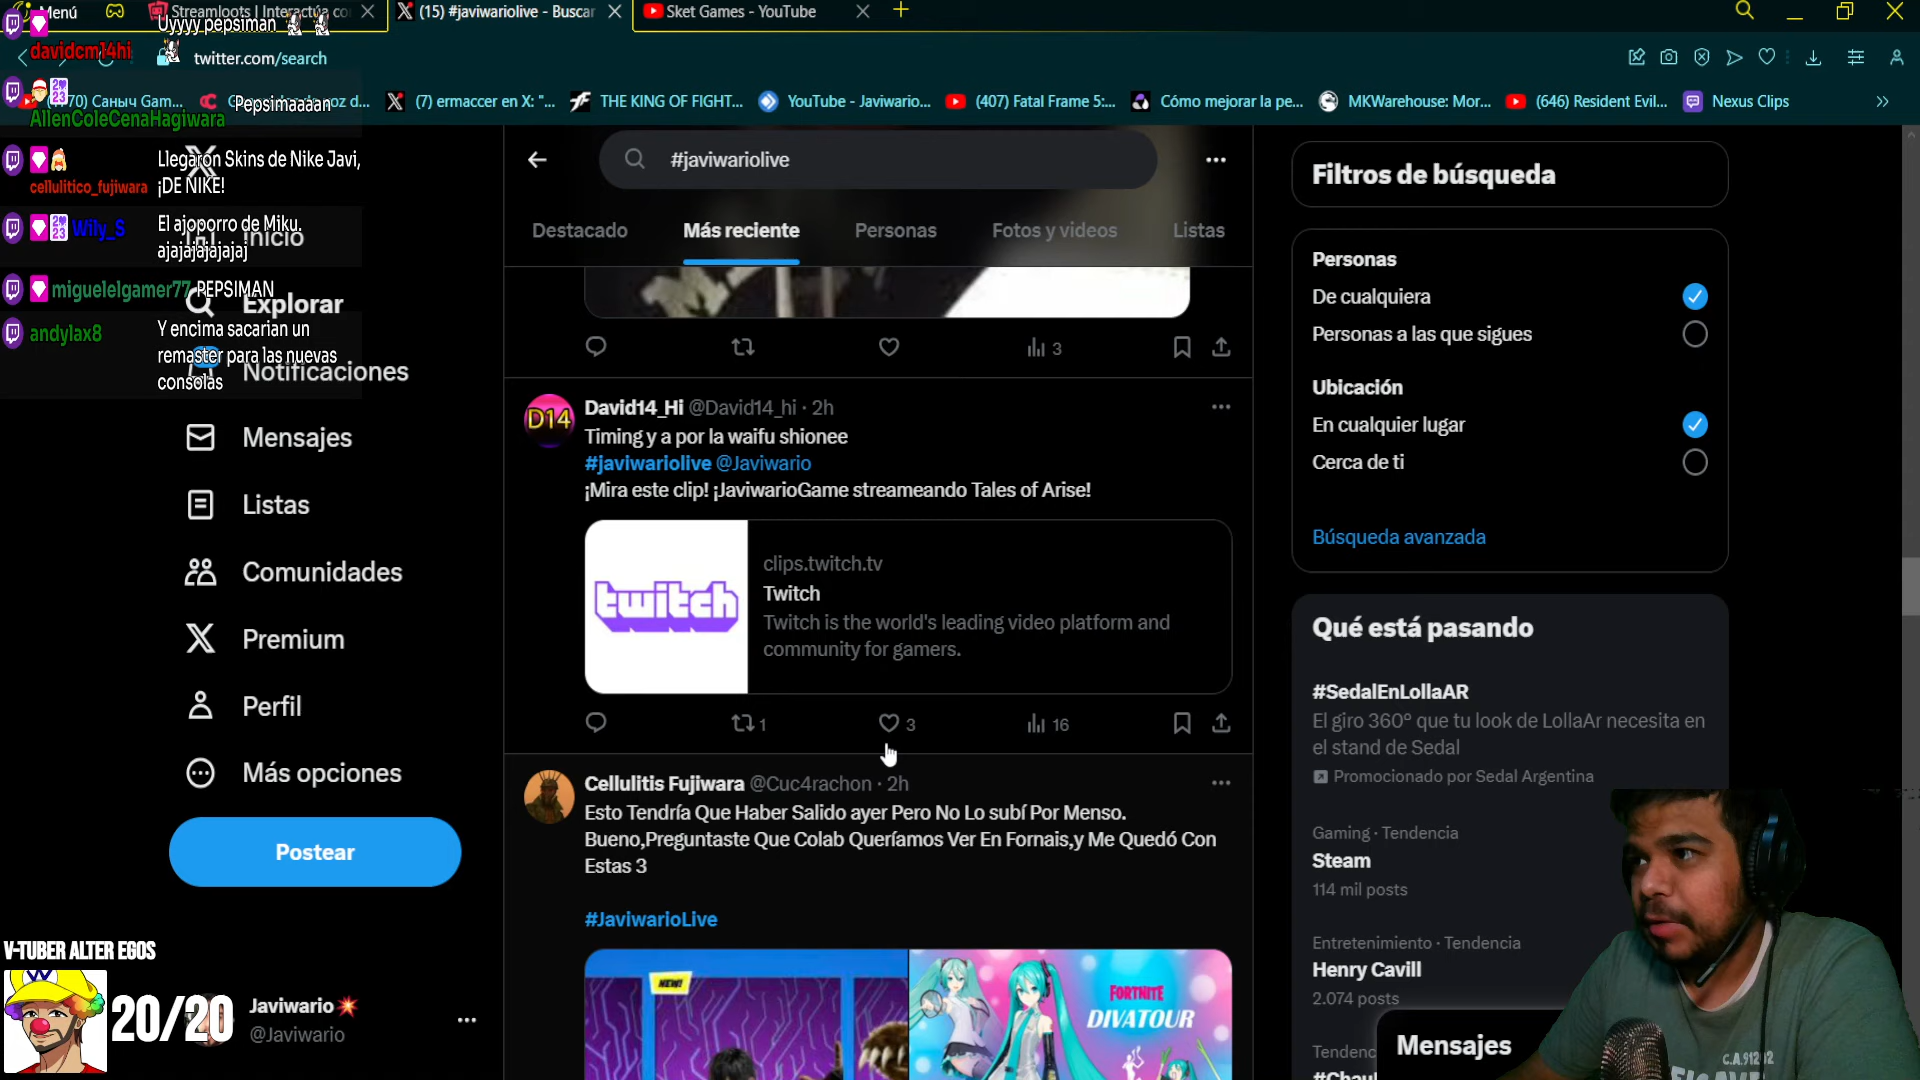 Menú
Streamloots | Interactúa co
(15) #javiwariolive - Buscar
Sket Games - YouTube
Uyyyy pepsiman
davidcm14hi
twitter.com/search
Саныч Gam...
oz d...
(7) ermaccer en X: "...
THE KING OF FIGHT...
YouTube - Javiwario...
(407) Fatal Frame 5:...
Cómo mejorar la pe...
MKWarehouse: Mor...
(646) Resident Evil...
Nexus Clips
Pepsimaaaan
AllenColeCenaHagiwara
Llegaron Skins de Nike Javi,
¡DE NIKE!
cellulitico_fujiwara
Wily_S
El ajoporro de Miku.
ajajajajajajaj
Inicio
miguelelgamer77
PEPSIMAN
Explorar
andylax8
Y encima sacarian un
remaster para las nuevas
consolas
Notificaciones
Mensajes
Listas
Comunidades
Premium
Perfil
Más opciones
Postear
V-TUBER ALTER EGOS
20/20
Javiwario
@Javiwario
#javiwariolive
Destacado
Más reciente
Personas
Fotos y videos
Listas
3
D14
David14_Hi @David14_hi · 2h
Timing y a por la waifu shionee
#javiwariolive @Javiwario
¡Mira este clip! ¡JaviwarioGame streameando Tales of Arise!
twitch
clips.twitch.tv
Twitch
Twitch is the world's leading video platform and
community for gamers.
1
3
16
Cellulitis Fujiwara @Cuc4rachon · 2h
Esto Tendría Que Haber Salido ayer Pero No Lo subí Por Menso.
Bueno,Preguntaste Que Colab Queríamos Ver En Fornais,y Me Quedó Con
Estas 3
#JaviwarioLive
NEW!
FORTNITE
DIVATOUR
Filtros de búsqueda
Personas
De cualquiera
Personas a las que sigues
Ubicación
En cualquier lugar
Cerca de ti
Búsqueda avanzada
Qué está pasando
#SedalEnLollaAR
El giro 360° que tu look de LollaAr necesita en
el stand de Sedal
Promocionado por Sedal Argentina
Gaming · Tendencia
Steam
114 mil posts
Entretenimiento · Tendencia
Henry Cavill
2.074 posts
Mensajes
C.A.912